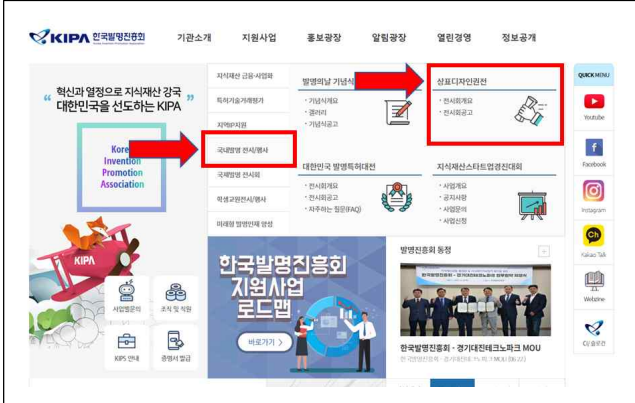 KIPA 한국발명진흥회
기관소개
지원사업
홍보광장
알림광장
열린경영
정보공개
“ 혁신과 열정으로 지식재산 강국 ”
대한민국을 선도하는 KIPA
Invention
Promotion
Association
KIPA
사업별문의
조직 및 직원
KIPS 안내
증명서 발급
지식재산 금융·사업화
특허기술거래평가
지역IP지원
국내발명 전시/행사
국제발명 전시회
학생교원전시/행사
미래형 발명인재 양성
발명의날 기념식
· 기념식개요
· 갤러리
· 기념식공고
상표디자인권전
· 전시회개요
· 전시회공고
대한민국 발명특허대전
· 전시회개요
· 전시회공고
· 자주하는 질문(FAQ)
지식재산스타트업경진대회
· 사업개요
· 공지사항
· 사업문의
· 사업신청
한국발명진흥회
지원사업
로드맵
바로가기 >
발명진흥회 동정
한국발명진흥회 - 경기대진테크노파크 MOU
QUICK MENU
Youtube
Facebook
Instagram
Ch
Kakao Talk
Webzine